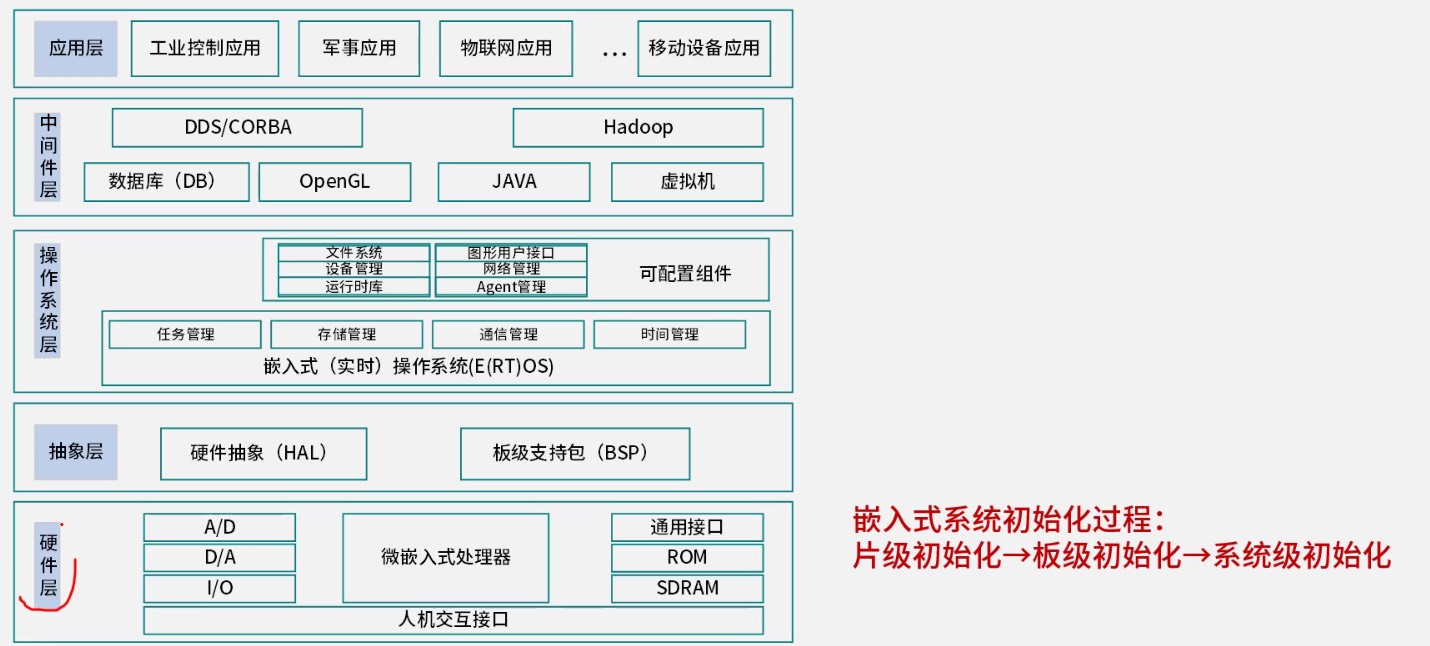 应用层 工业控制应用 军事应用 物联网应用 … 移动设备应用
中间件层
DDS/CORBA Hadoop
数据库（DB） OpenGL JAVA 虚拟机
操作系统层
文件系统 图形用户接口
设备管理 网络管理
运行时库 Agent管理
可配置组件
任务管理 存储管理 通信管理 时间管理
嵌入式（实时）操作系统(E(RT)OS)
抽象层 硬件抽象（HAL） 板级支持包（BSP）
硬件层
A/D
D/A
I/O
微嵌入式处理器
通用接口
ROM
SDRAM
人机交互接口
嵌入式系统初始化过程：
片级初始化→板级初始化→系统级初始化